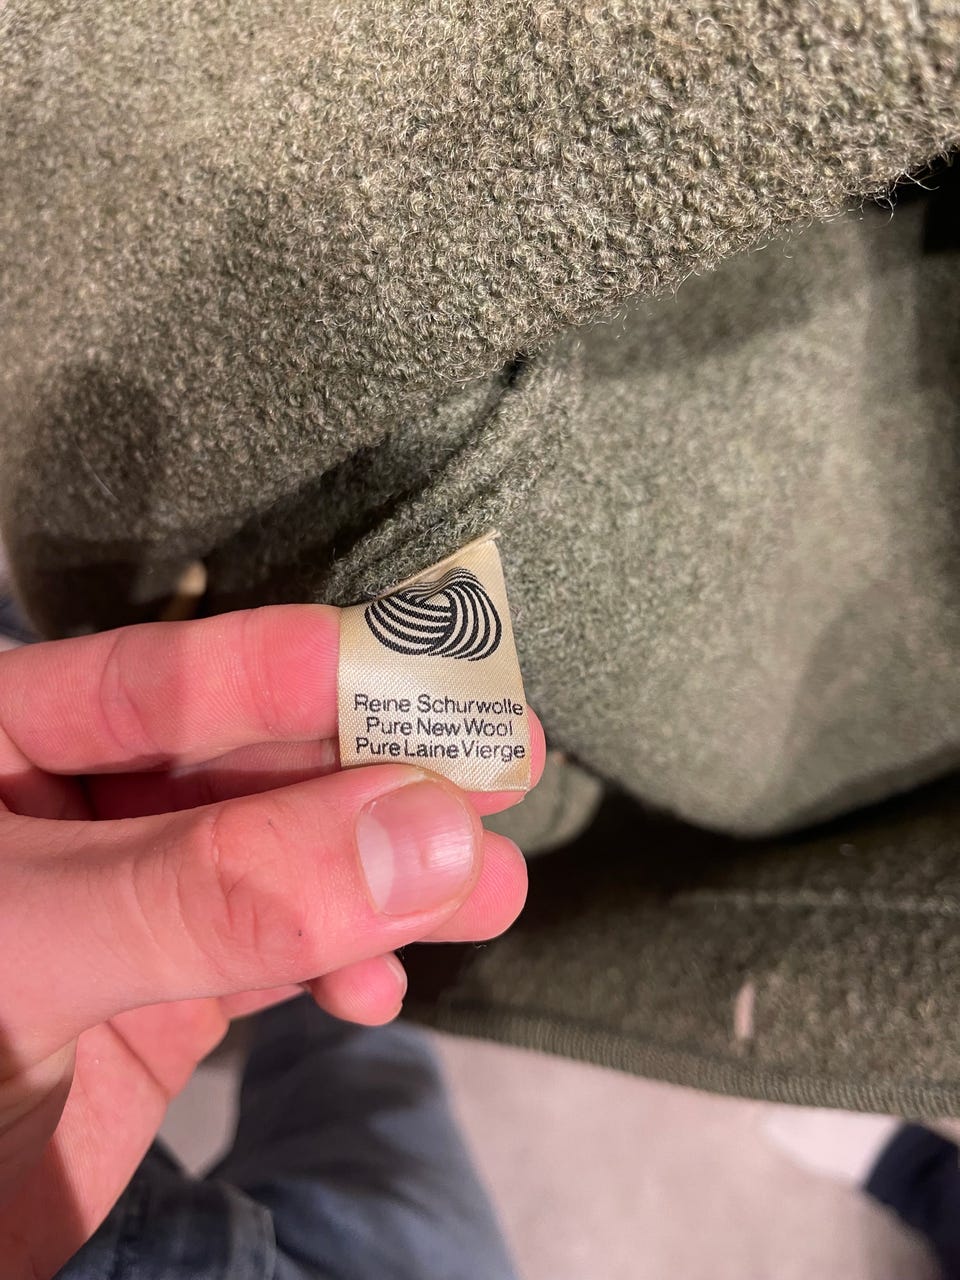 Reine Schurwolle
Pure New Wool
Pure Laine Vierge